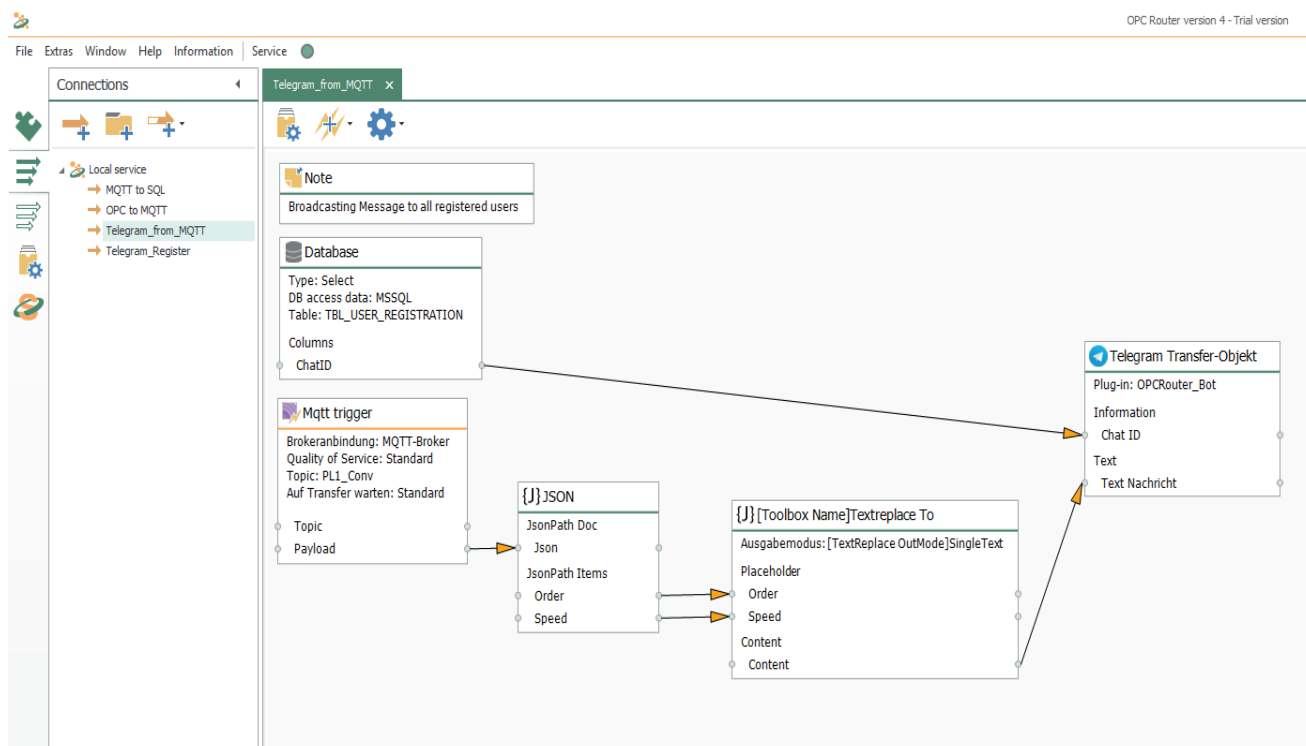 OPC Router version 4 - Trial version
File Extras Window Help Information Service
Connections
Telegram_from_MQTT x
Local service
MQTT to SQL
OPC to MQTT
Telegram_from_MQTT
Telegram_Register
Note
Broadcasting Message to all registered users
Database
Type: Select
DB access data: MSSQL
Table: TBL_USER_REGISTRATION
Columns
ChatID
Mqtt trigger
Brokeranbindung: MQTT-Broker
Quality of Service: Standard
Topic: PL1_Conv
Auf Transfer warten: Standard
Topic
Payload
{J} JSON
JsonPath Doc
Json
JsonPath Items
Order
Speed
{J} [Toolbox Name]Textreplace To
Ausgabemodus: [TextReplace OutMode]SingleText
Placeholder
Order
Speed
Content
Content
Telegram Transfer-Objekt
Plug-in: OPCRouter_Bot
Information
Chat ID
Text
Text Nachricht